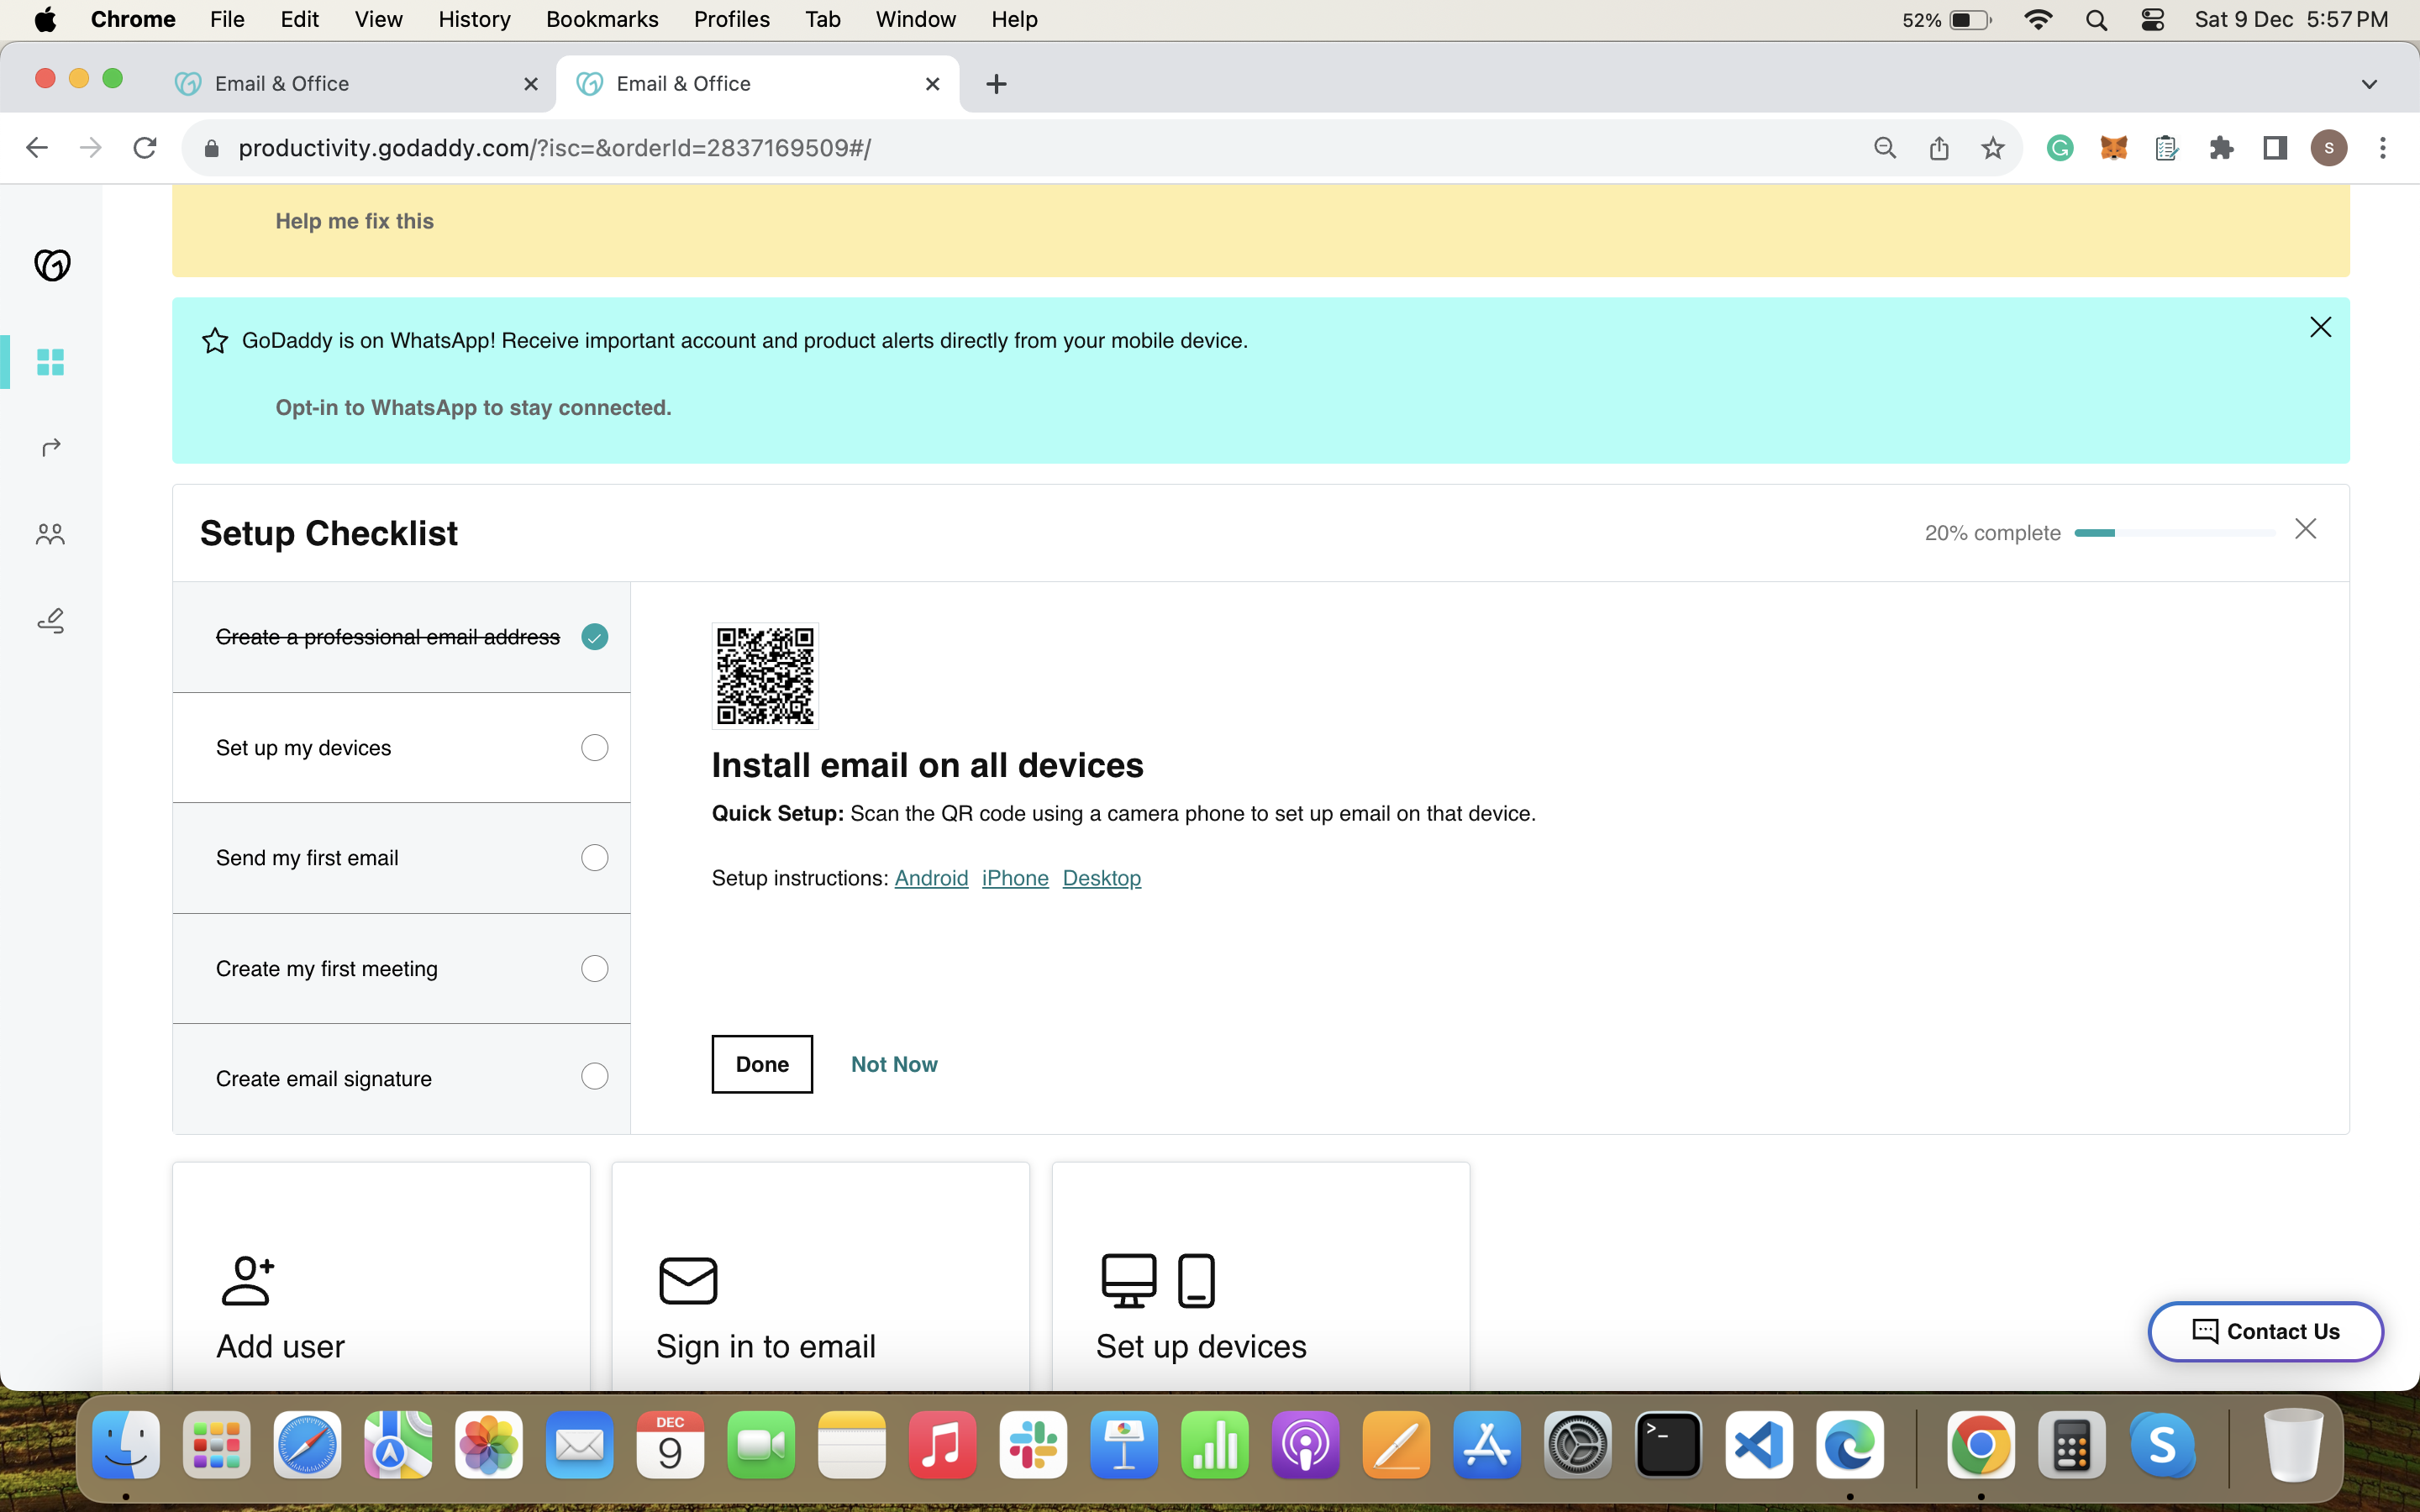 Chrome File Edit View History Bookmarks Profiles Tab Window Help 52% Sat 9 Dec 5:57 PM
Email & Office Email & Office
productivity.godaddy.com/?isc=&orderId=2837169509#/ S
Help me fix this
GoDaddy is on WhatsApp! Receive important account and product alerts directly from your mobile device.
Opt-in to WhatsApp to stay connected.
Setup Checklist 20% complete
Create a professional email address
Set up my devices
Send my first email
Create my first meeting
Create email signature
Install email on all devices
Quick Setup: Scan the QR code using a camera phone to set up email on that device.
Setup instructions: Android iPhone Desktop
Done Not Now
Add user Sign in to email Set up devices
Contact Us
DEC
9